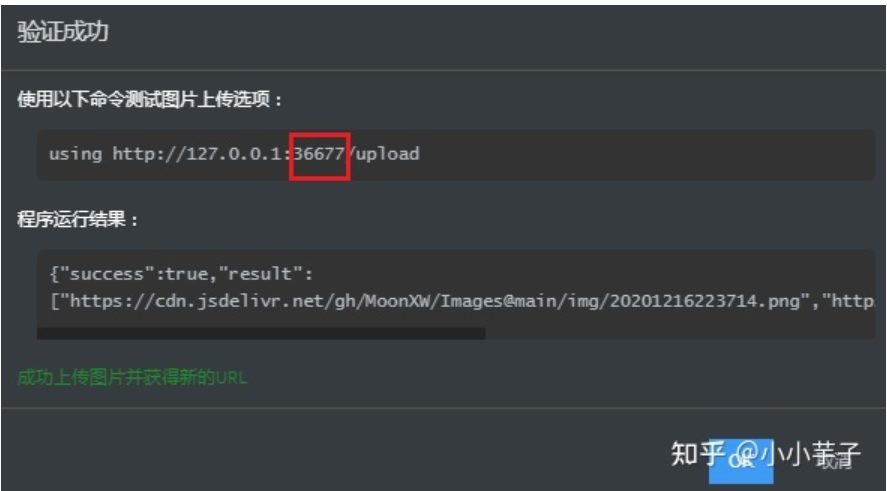 验证成功
使用以下命令测试图片上传选项：
using http://127.0.0.1:36677/upload
程序运行结果：
{"success":true,"result":
["https://cdn.jsdelivr.net/gh/MoonXW/Images@main/img/20201216223714.png","http
成功上传图片并获得新的URL
OK 取消
知乎 @小小芋子